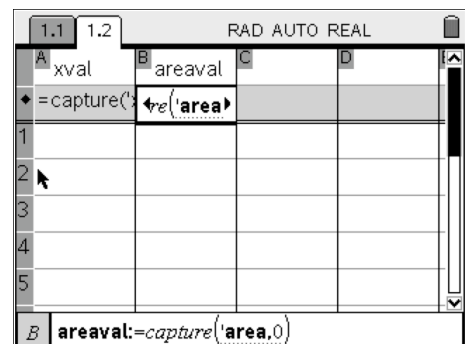 1.1 1.2 RAD AUTO REAL
A xval B areaval C D E
♦ =capture('x re('area
1
2
3
4
5
B areaval:=capture('area,0)